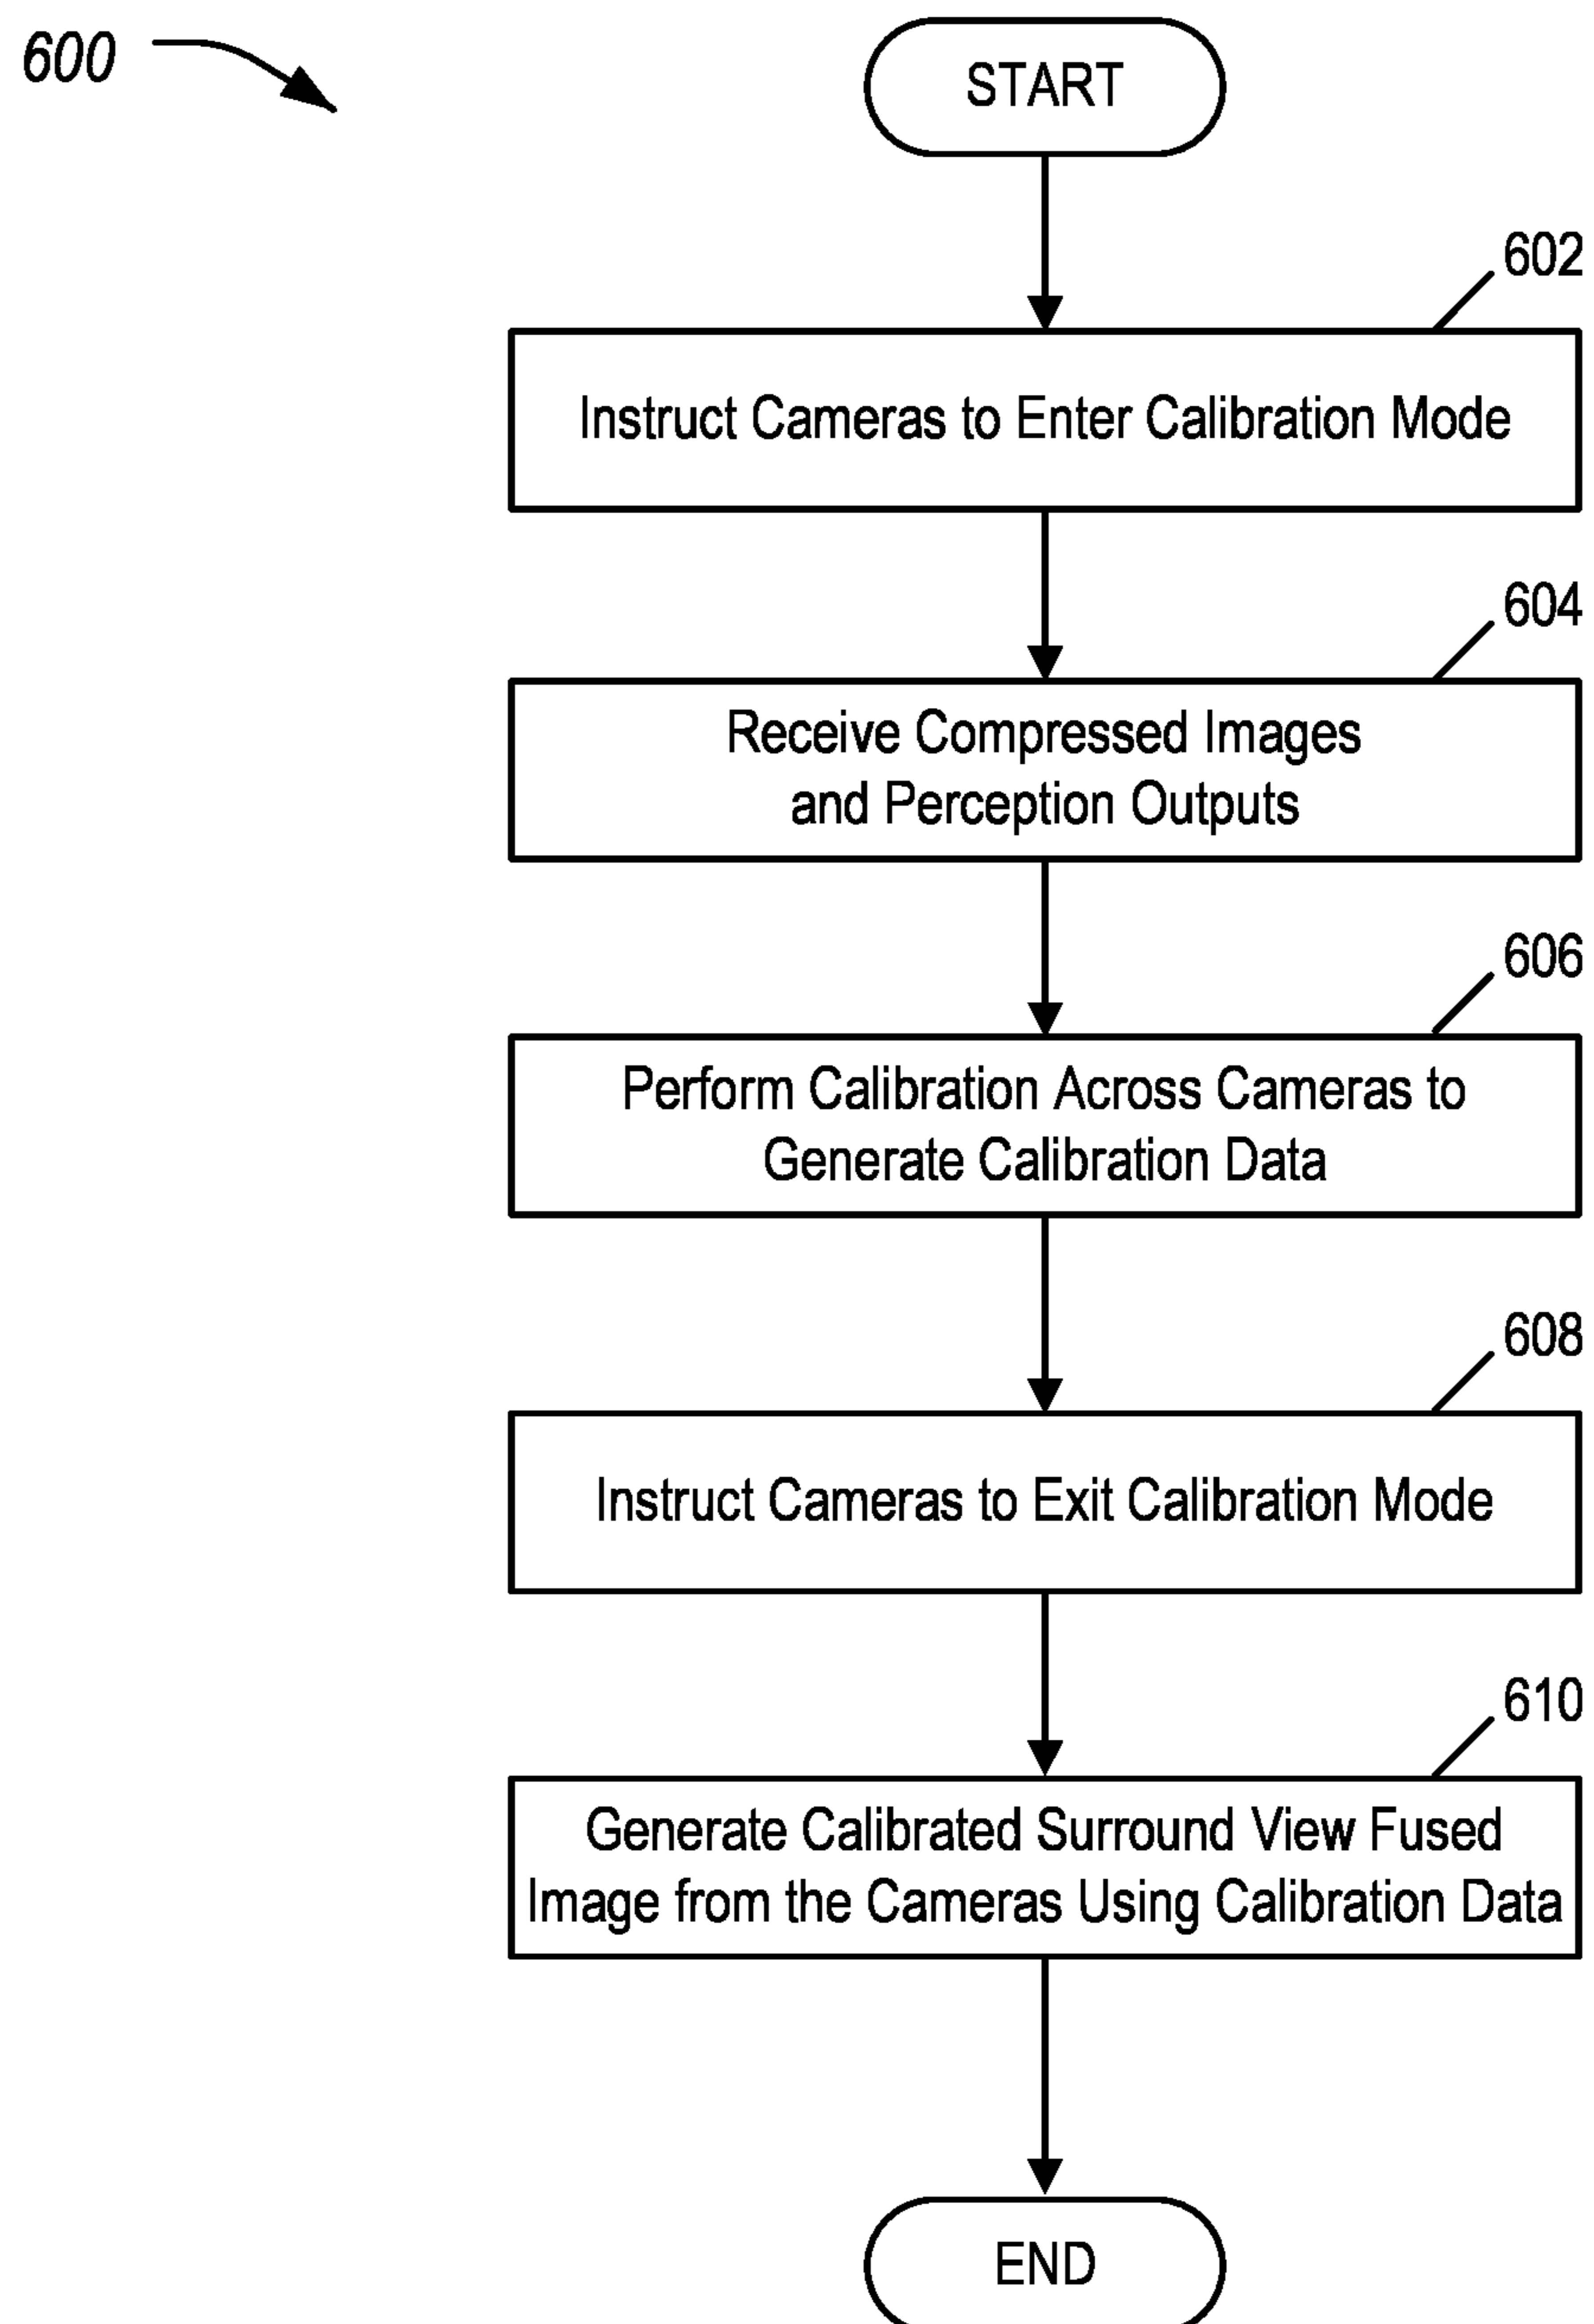 600
START
602
Instruct Cameras to Enter Calibration Mode
604
Receive Compressed Images
and Perception Outputs
606
Perform Calibration Across Cameras to
Generate Calibration Data
608
Instruct Cameras to Exit Calibration Mode
610
Generate Calibrated Surround View Fused
Image from the Cameras Using Calibration Data
END